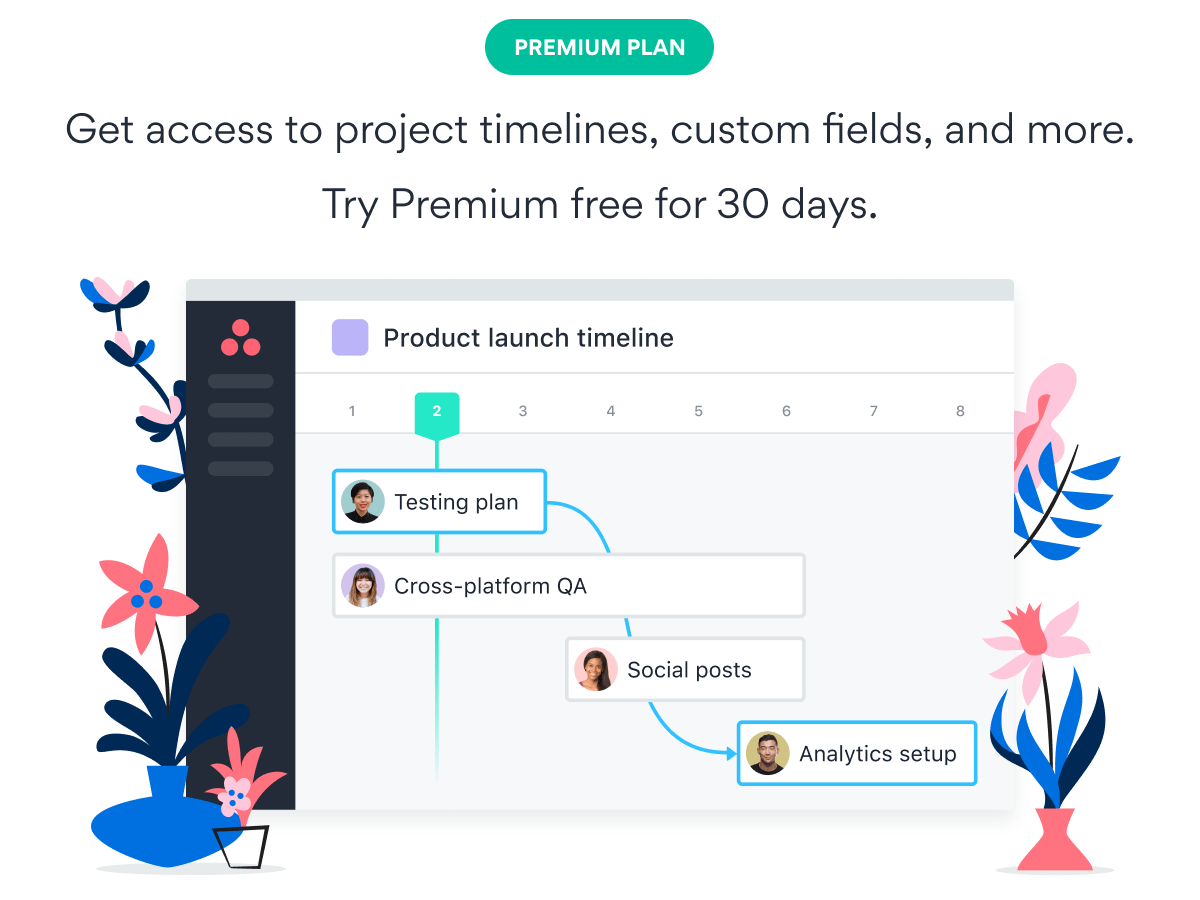 PREMIUM PLAN
Get access to project timelines, custom fields, and more.
Try Premium free for 30 days.
Product launch timeline
1 2 3 4 5 6 7 8
Testing plan
Cross-platform QA
Social posts
Analytics setup